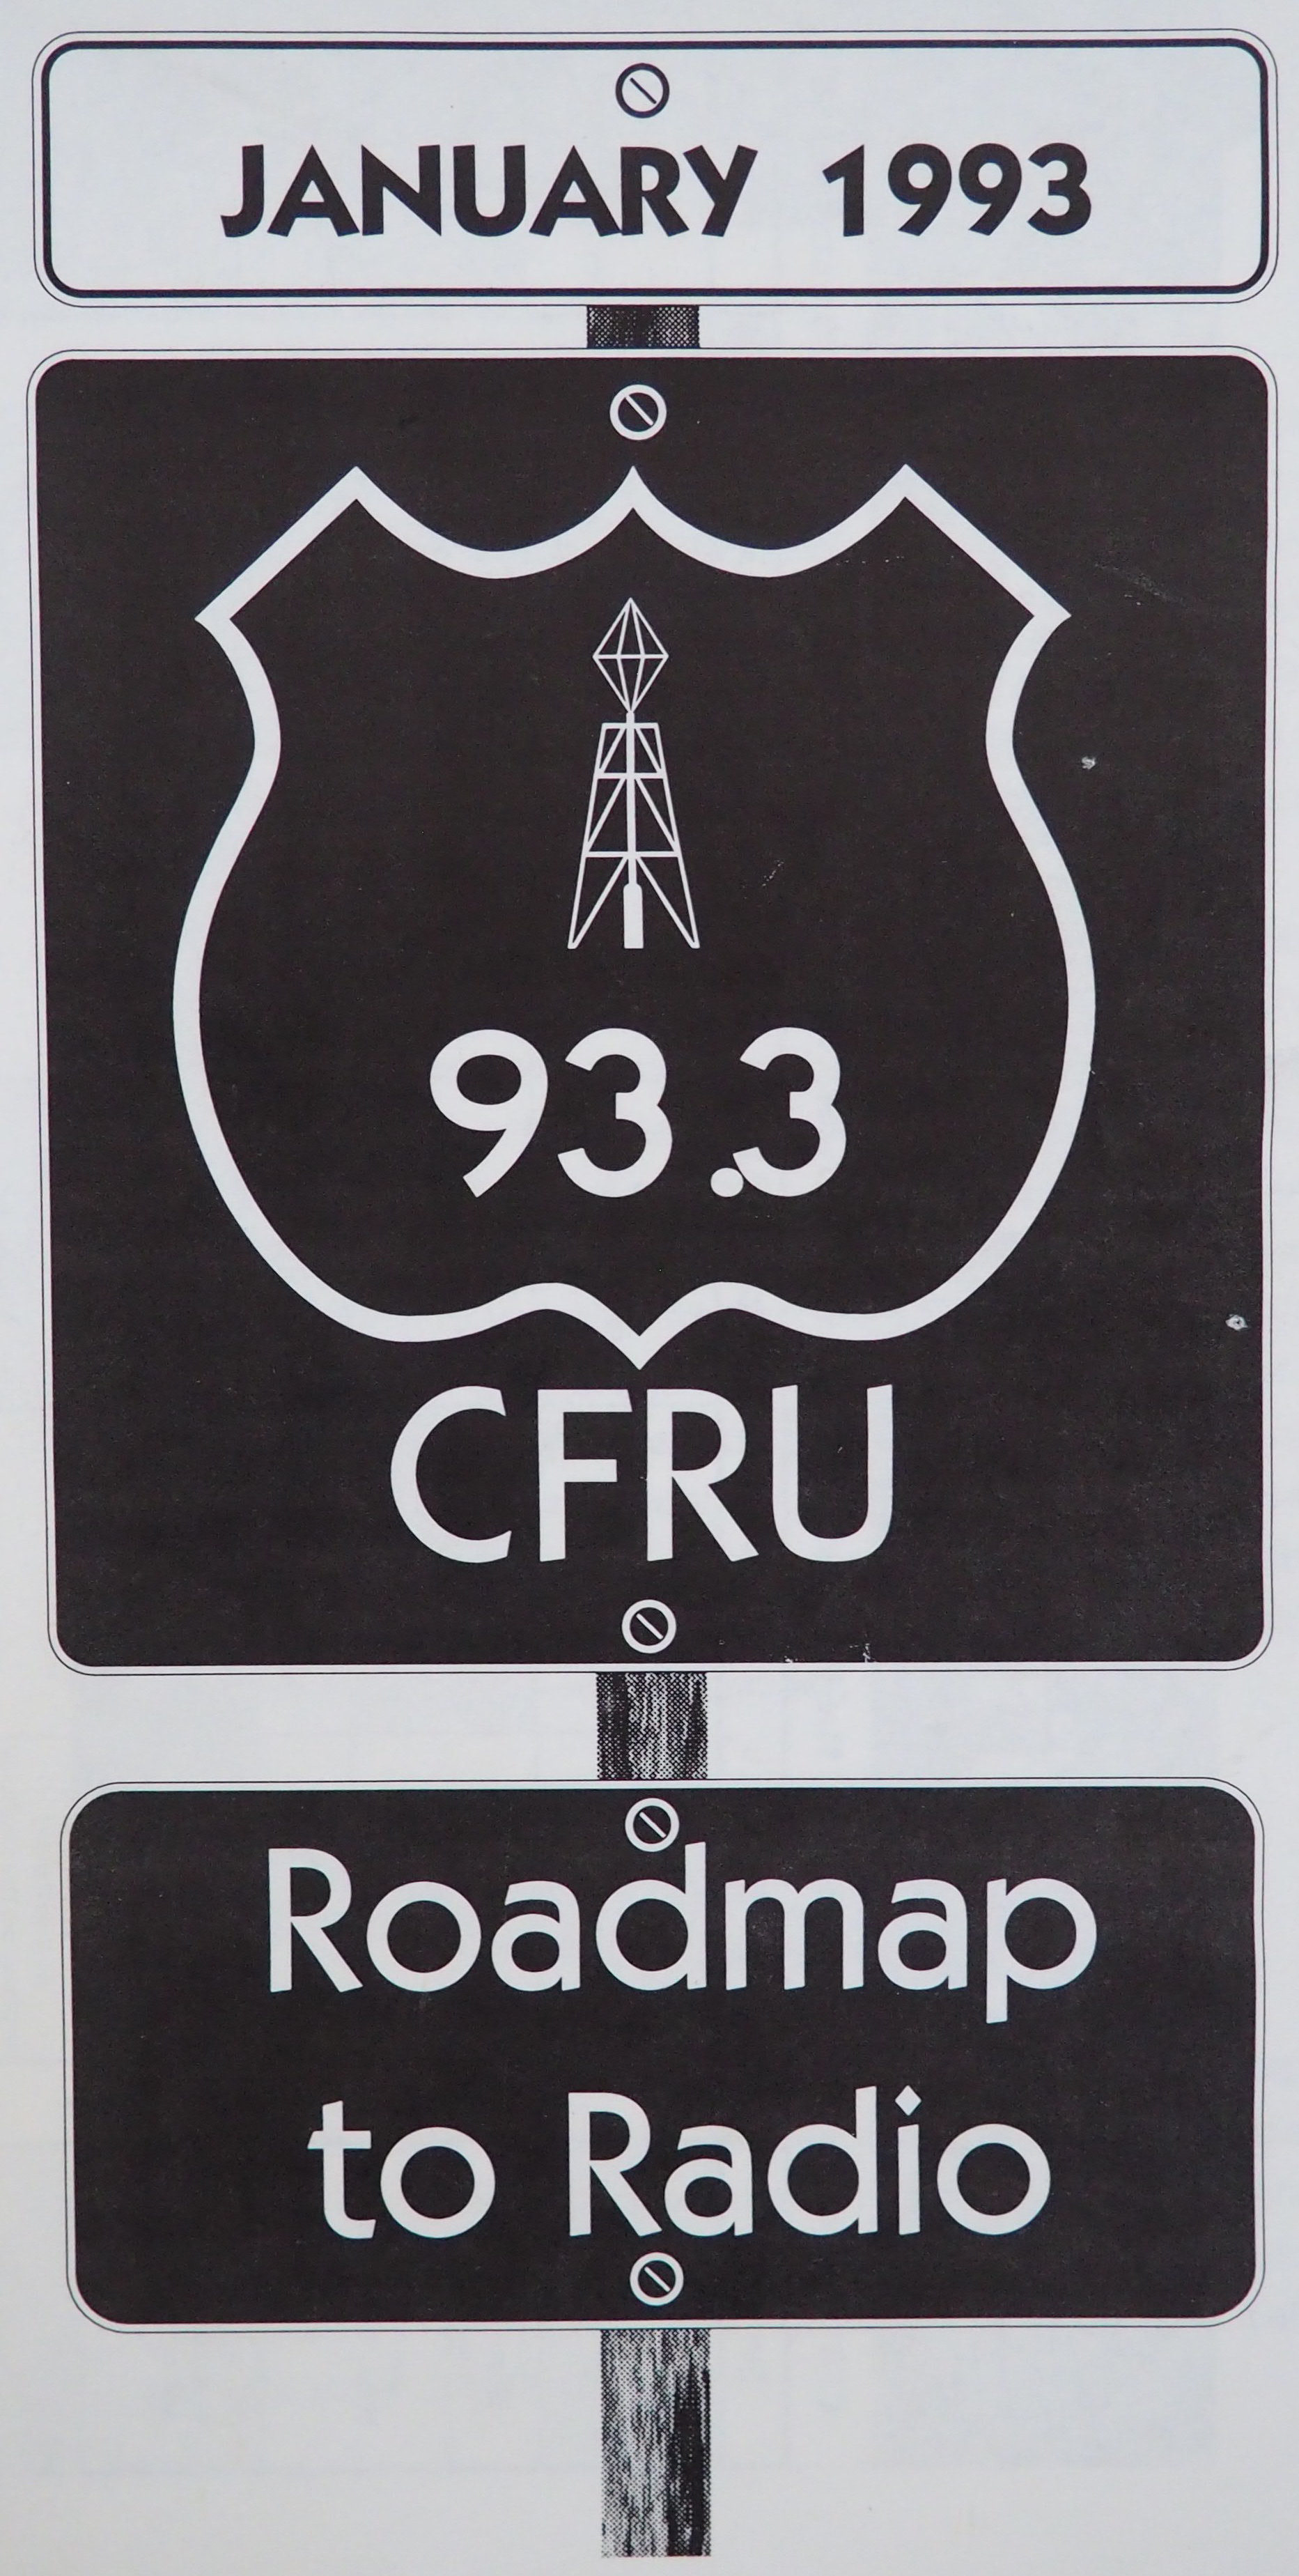 JANUARY 1993
93.3
CFRU
Roadmap
to Radio